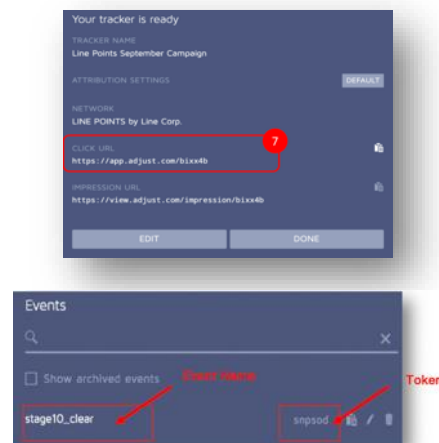 Your tracker is ready
TRACKER NAME
Line Points September Campaign
ATTRIBUTION SETTINGS
DEFAULT
NETWORK
LINE POINTS by Line Corp.
7
CLICK URL
https://app.adjust.com/bixx4b
IMPRESSION URL
https://view.adjust.com/impression/bixx4b
EDIT DONE
Events
Show archived events
Event Name
Token
stage10_clear
snpsod